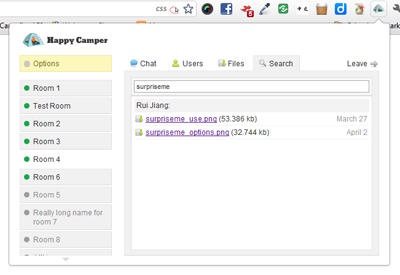 css
5
Happy Camper
Options
Chat
Users
Files
Search
Leave
Room 1
Test Room
Room 2
Room 3
Room 4
Room 6
Room 5
Really long name for
room 7
Room 8
surpriseme
Rui Jiang:
surpriseme_use.png (53.386 kb) March 27
surpriseme_options.png (32.744 kb) April 2